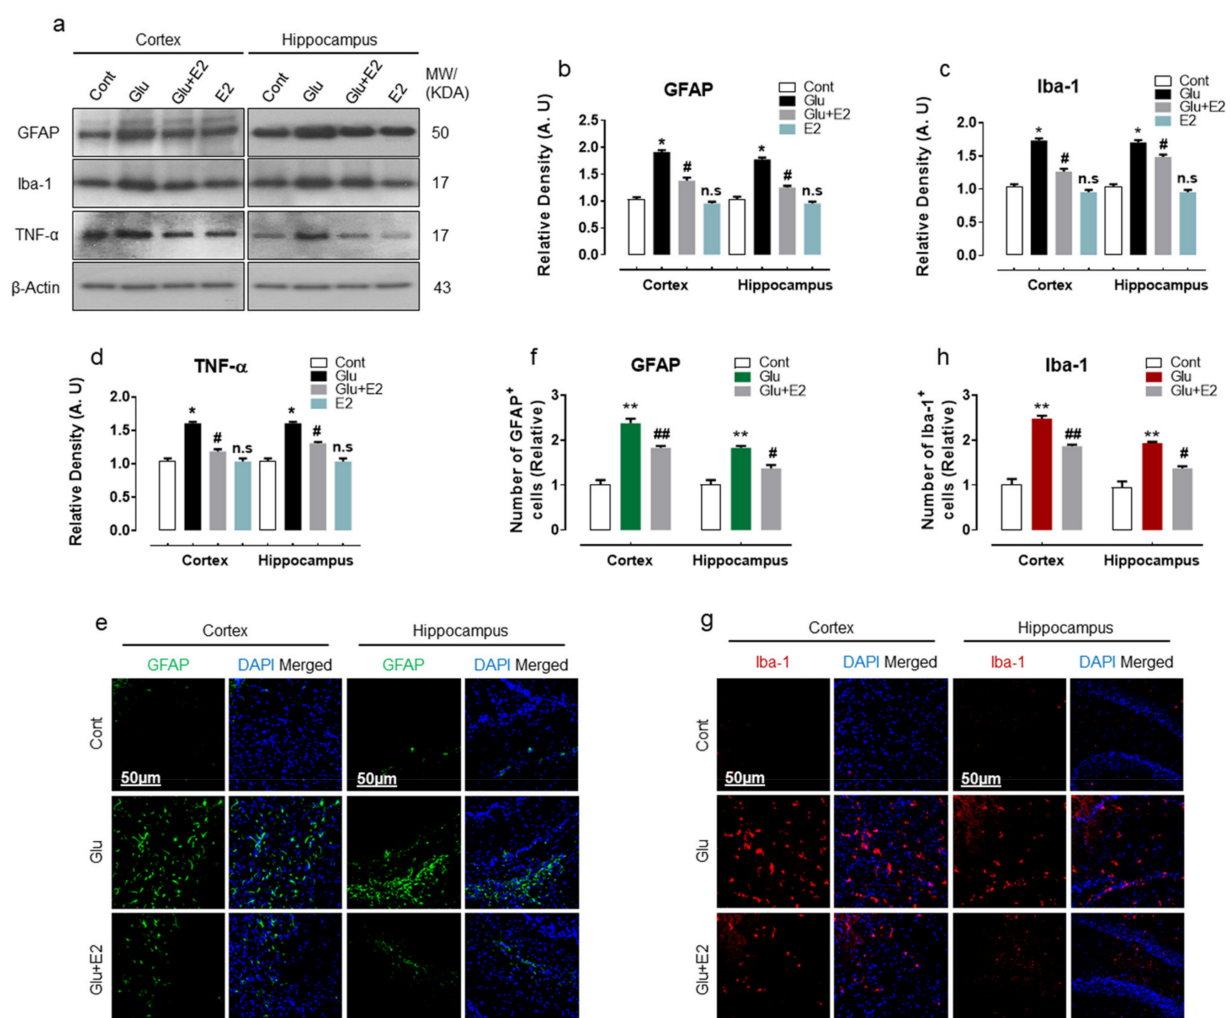 a
Cortex
Hippocampus
Cont
Glu
Glu+E2
E2
Cont
Glu
Glu+E2
E2
MW/
(KDA)
GFAP
50
Iba-1
17
TNF-α
17
β-Actin
43
b
GFAP
Cont
Glu
Glu+E2
E2
Relative Density (A. U)
2.5
2.0
1.5
1.0
0.5
0.0
*
#
n.s
*
#
n.s
Cortex
Hippocampus
c
Iba-1
Cont
Glu
Glu+E2
E2
Relative Density (A. U)
2.0
1.5
1.0
0.5
0.0
*
#
n.s
*
#
n.s
Cortex
Hippocampus
d
TNF-α
Cont
Glu
Glu+E2
E2
Relative Density (A. U)
2.0
1.5
1.0
0.5
0.0
*
#
n.s
*
#
n.s
Cortex
Hippocampus
f
GFAP
Cont
Glu
Glu+E2
Number of GFAP+
cells (Relative)
3
2
1
0
**
##
**
#
Cortex
Hippocampus
h
Iba-1
Cont
Glu
Glu+E2
Number of Iba-1+
cells (Relative)
3
2
1
0
**
##
**
#
Cortex
Hippocampus
e
Cortex
Hippocampus
GFAP
DAPI Merged
GFAP
DAPI Merged
Cont
50µm
50µm
Glu
Glu+E2
g
Cortex
Hippocampus
Iba-1
DAPI Merged
Iba-1
DAPI Merged
Cont
50µm
50µm
Glu
Glu+E2